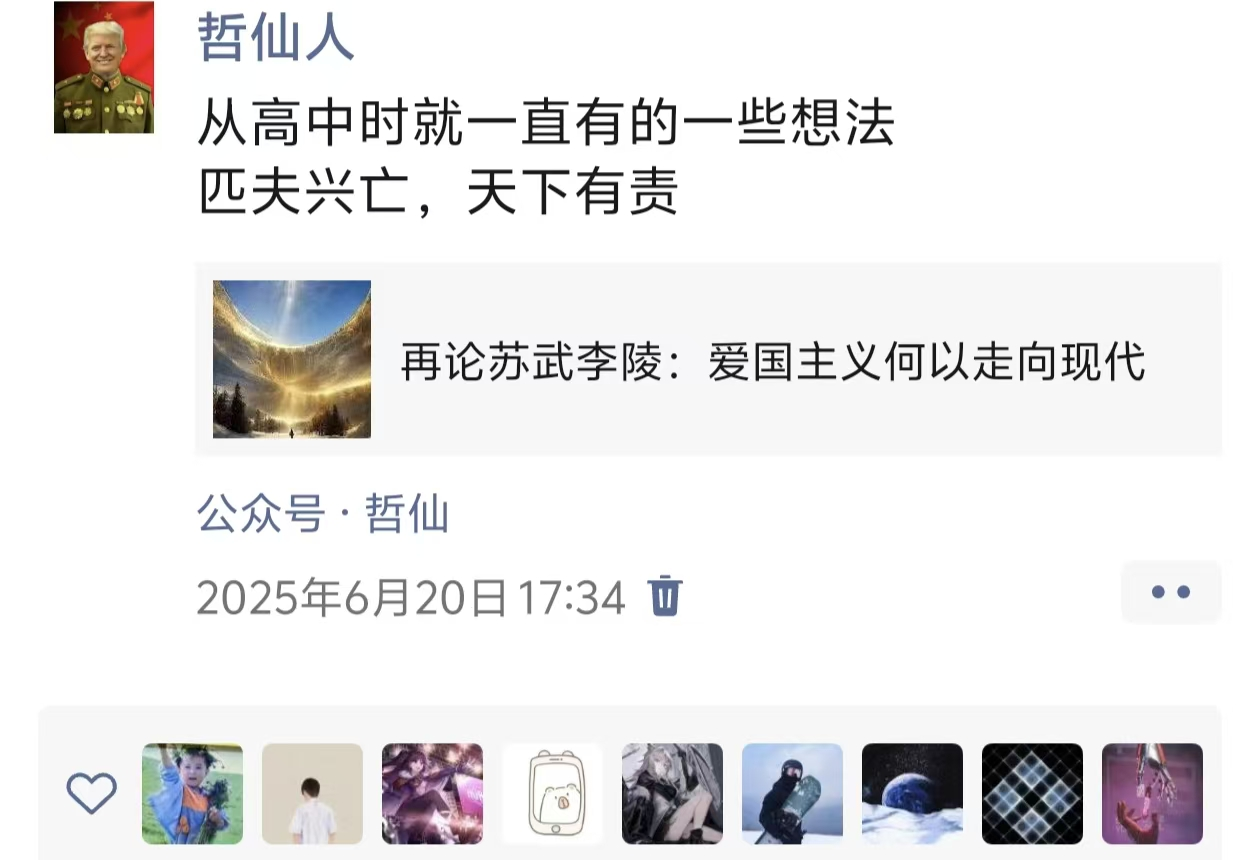 哲仙人
从高中时就一直有的一些想法
匹夫兴亡，天下有责
再论苏武李陵：爱国主义何以走向现代
公众号 · 哲仙
2025年6月20日 17:34